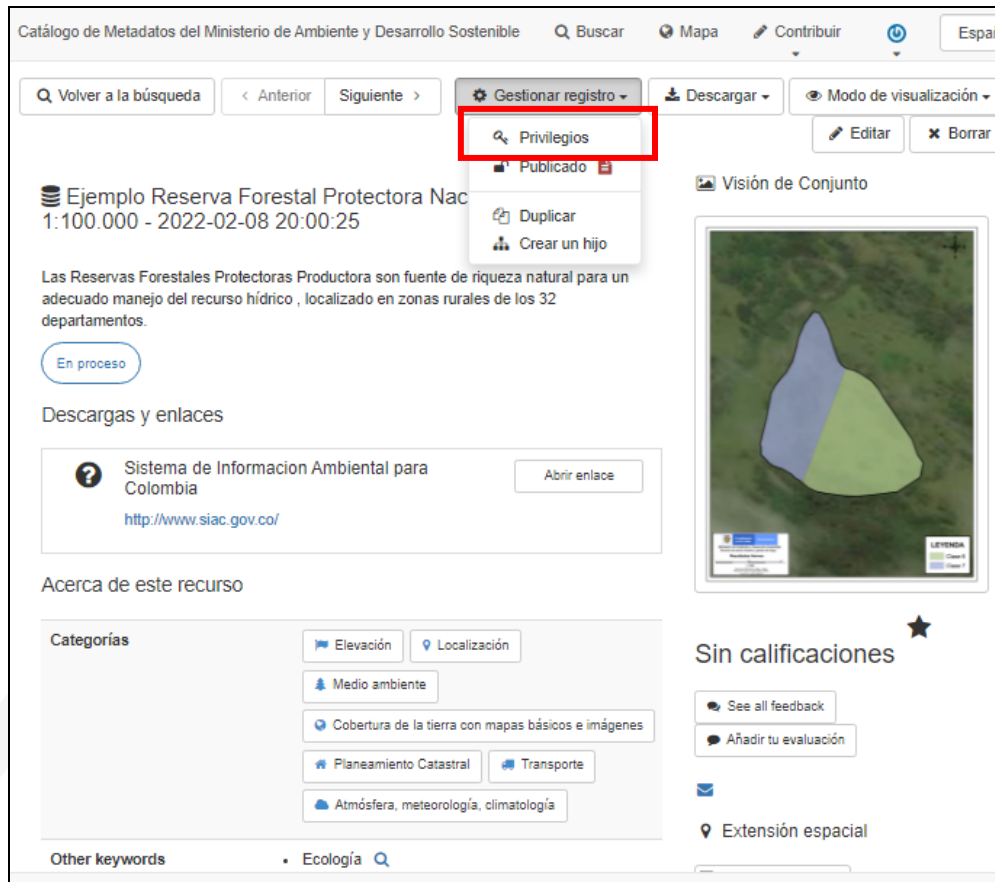 Catálogo de Metadatos del Ministerio de Ambiente y Desarrollo Sostenible Buscar Mapa Contribuir
Volver a la búsqueda < Anterior Siguiente > Gestionar registro Descargar Modo de visualización
Editar Borrar
Privilegios
Publicado
Duplicar
Crear un hijo
Ejemplo Reserva Forestal Protectora
1:100.000 - 2022-02-08 20:00:25
Las Reservas Forestales Protectoras Productora son fuente de riqueza natural para un
adecuado manejo del recurso hídrico , localizado en zonas rurales de los 32
departamentos.
En proceso
Descargas y enlaces
Sistema de Informacion Ambiental para
Colombia
Abrir enlace
http://www.siac.gov.co/
Acerca de este recurso
Categorías
Elevación Localización
Medio ambiente
Cobertura de la tierra con mapas básicos e imágenes
Planeamiento Catastral Transporte
Atmósfera, meteorología, climatología
Other keywords • Ecología
Visión de Conjunto
LEYENDA
Sin calificaciones
See all feedback
Añadir tu evaluación
Extensión espacial